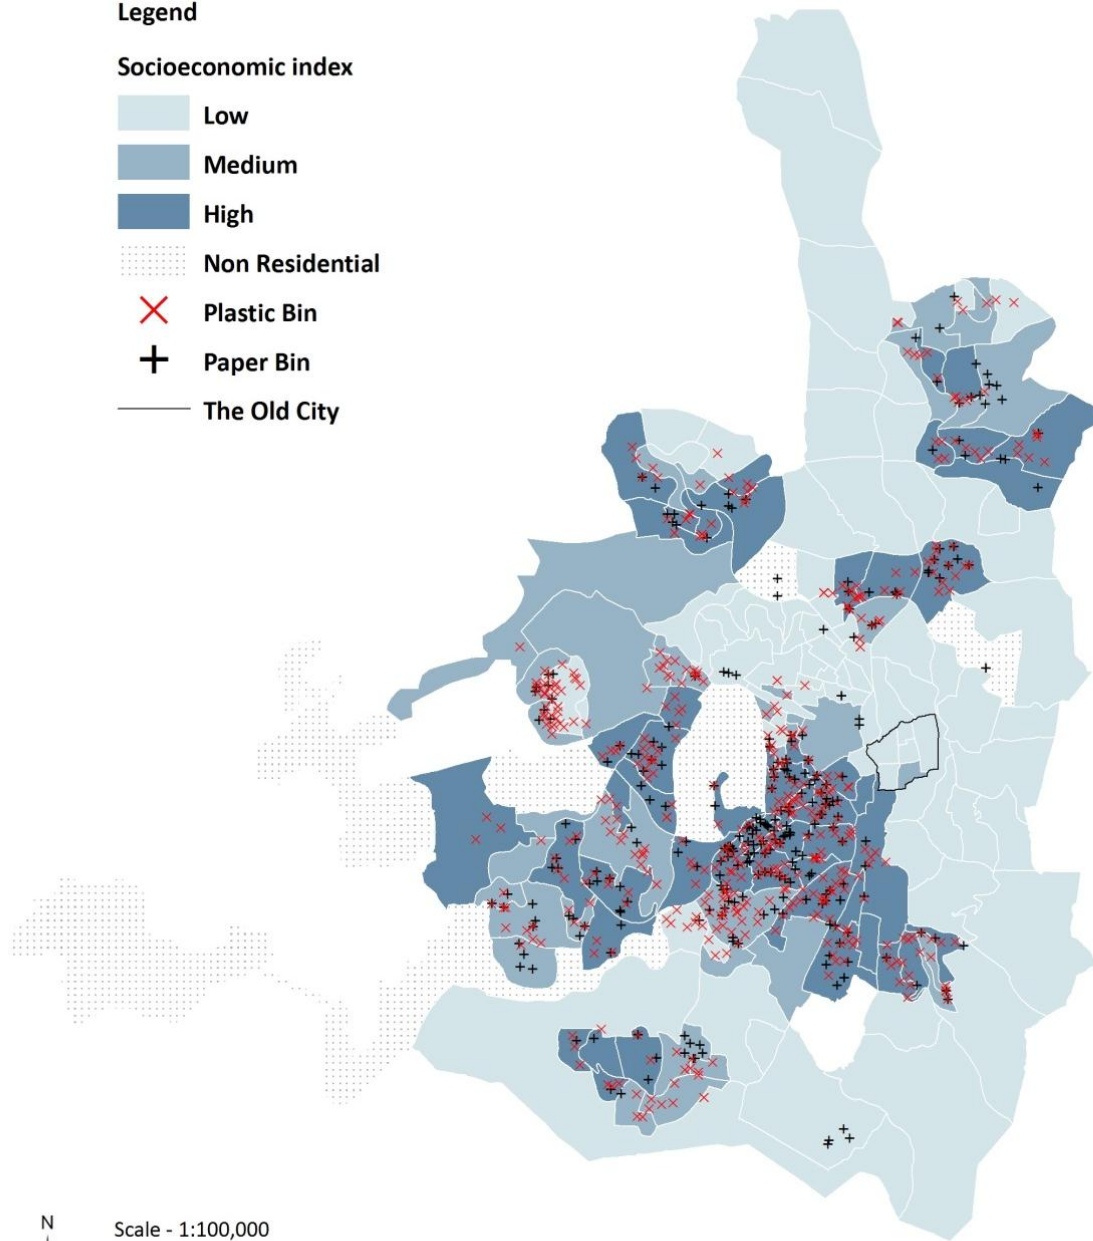 Legend
Socioeconomic index
Low
Medium
High
Non Residential
Plastic Bin
Paper Bin
The Old City
N
Scale - 1:100,000